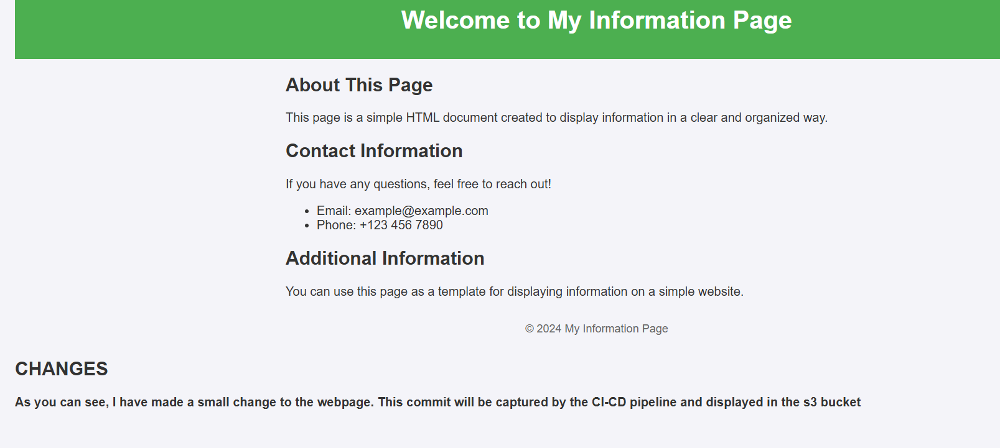 Welcome to My Information Page
About This Page
This page is a simple HTML document created to display information in a clear and organized way.
Contact Information
If you have any questions, feel free to reach out!
• Email: example@example.com
• Phone: +123 456 7890
Additional Information
You can use this page as a template for displaying information on a simple website.
© 2024 My Information Page
CHANGES
As you can see, I have made a small change to the webpage. This commit will be captured by the CI-CD pipeline and displayed in the s3 bucket